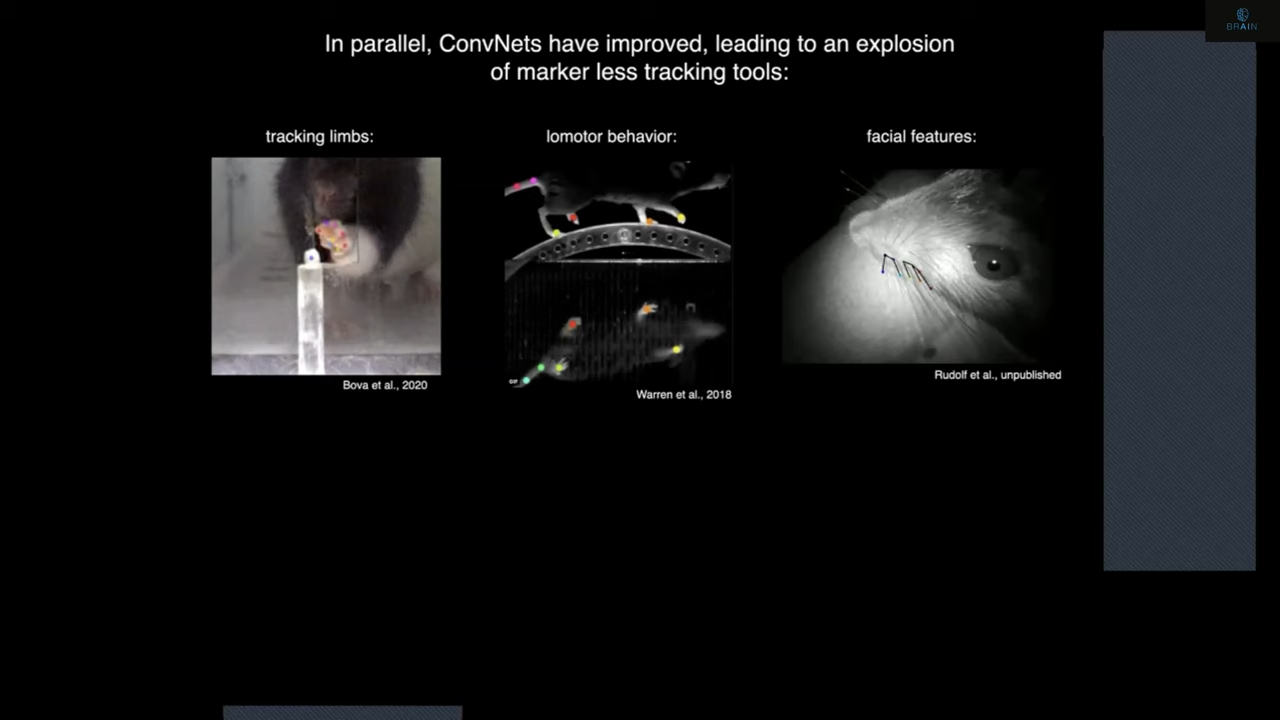 BRAIN
In parallel, ConvNets have improved, leading to an explosion
of marker less tracking tools:
tracking limbs:
lomotor behavior:
facial features:
GIF
Bova et al., 2020
Warren et al., 2018
Rudolf et al., unpublished